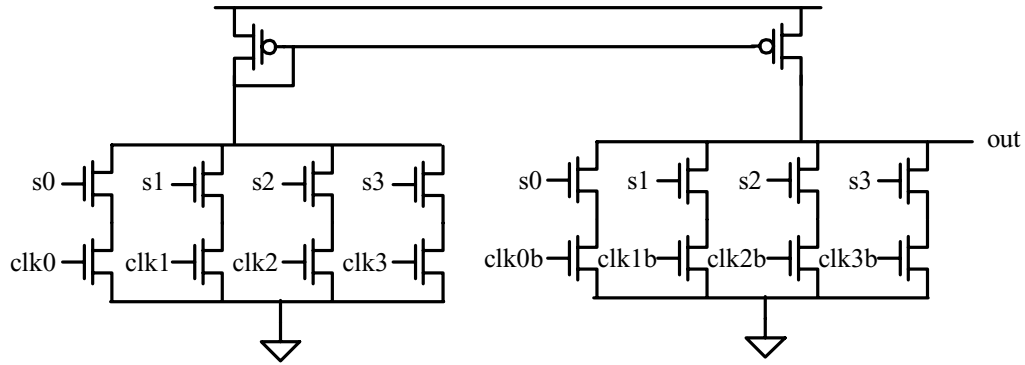 out
s0 s1 s2 s3 s0 s1 s2 s3
clk0 clk1 clk2 clk3 clk0b clk1b clk2b clk3b